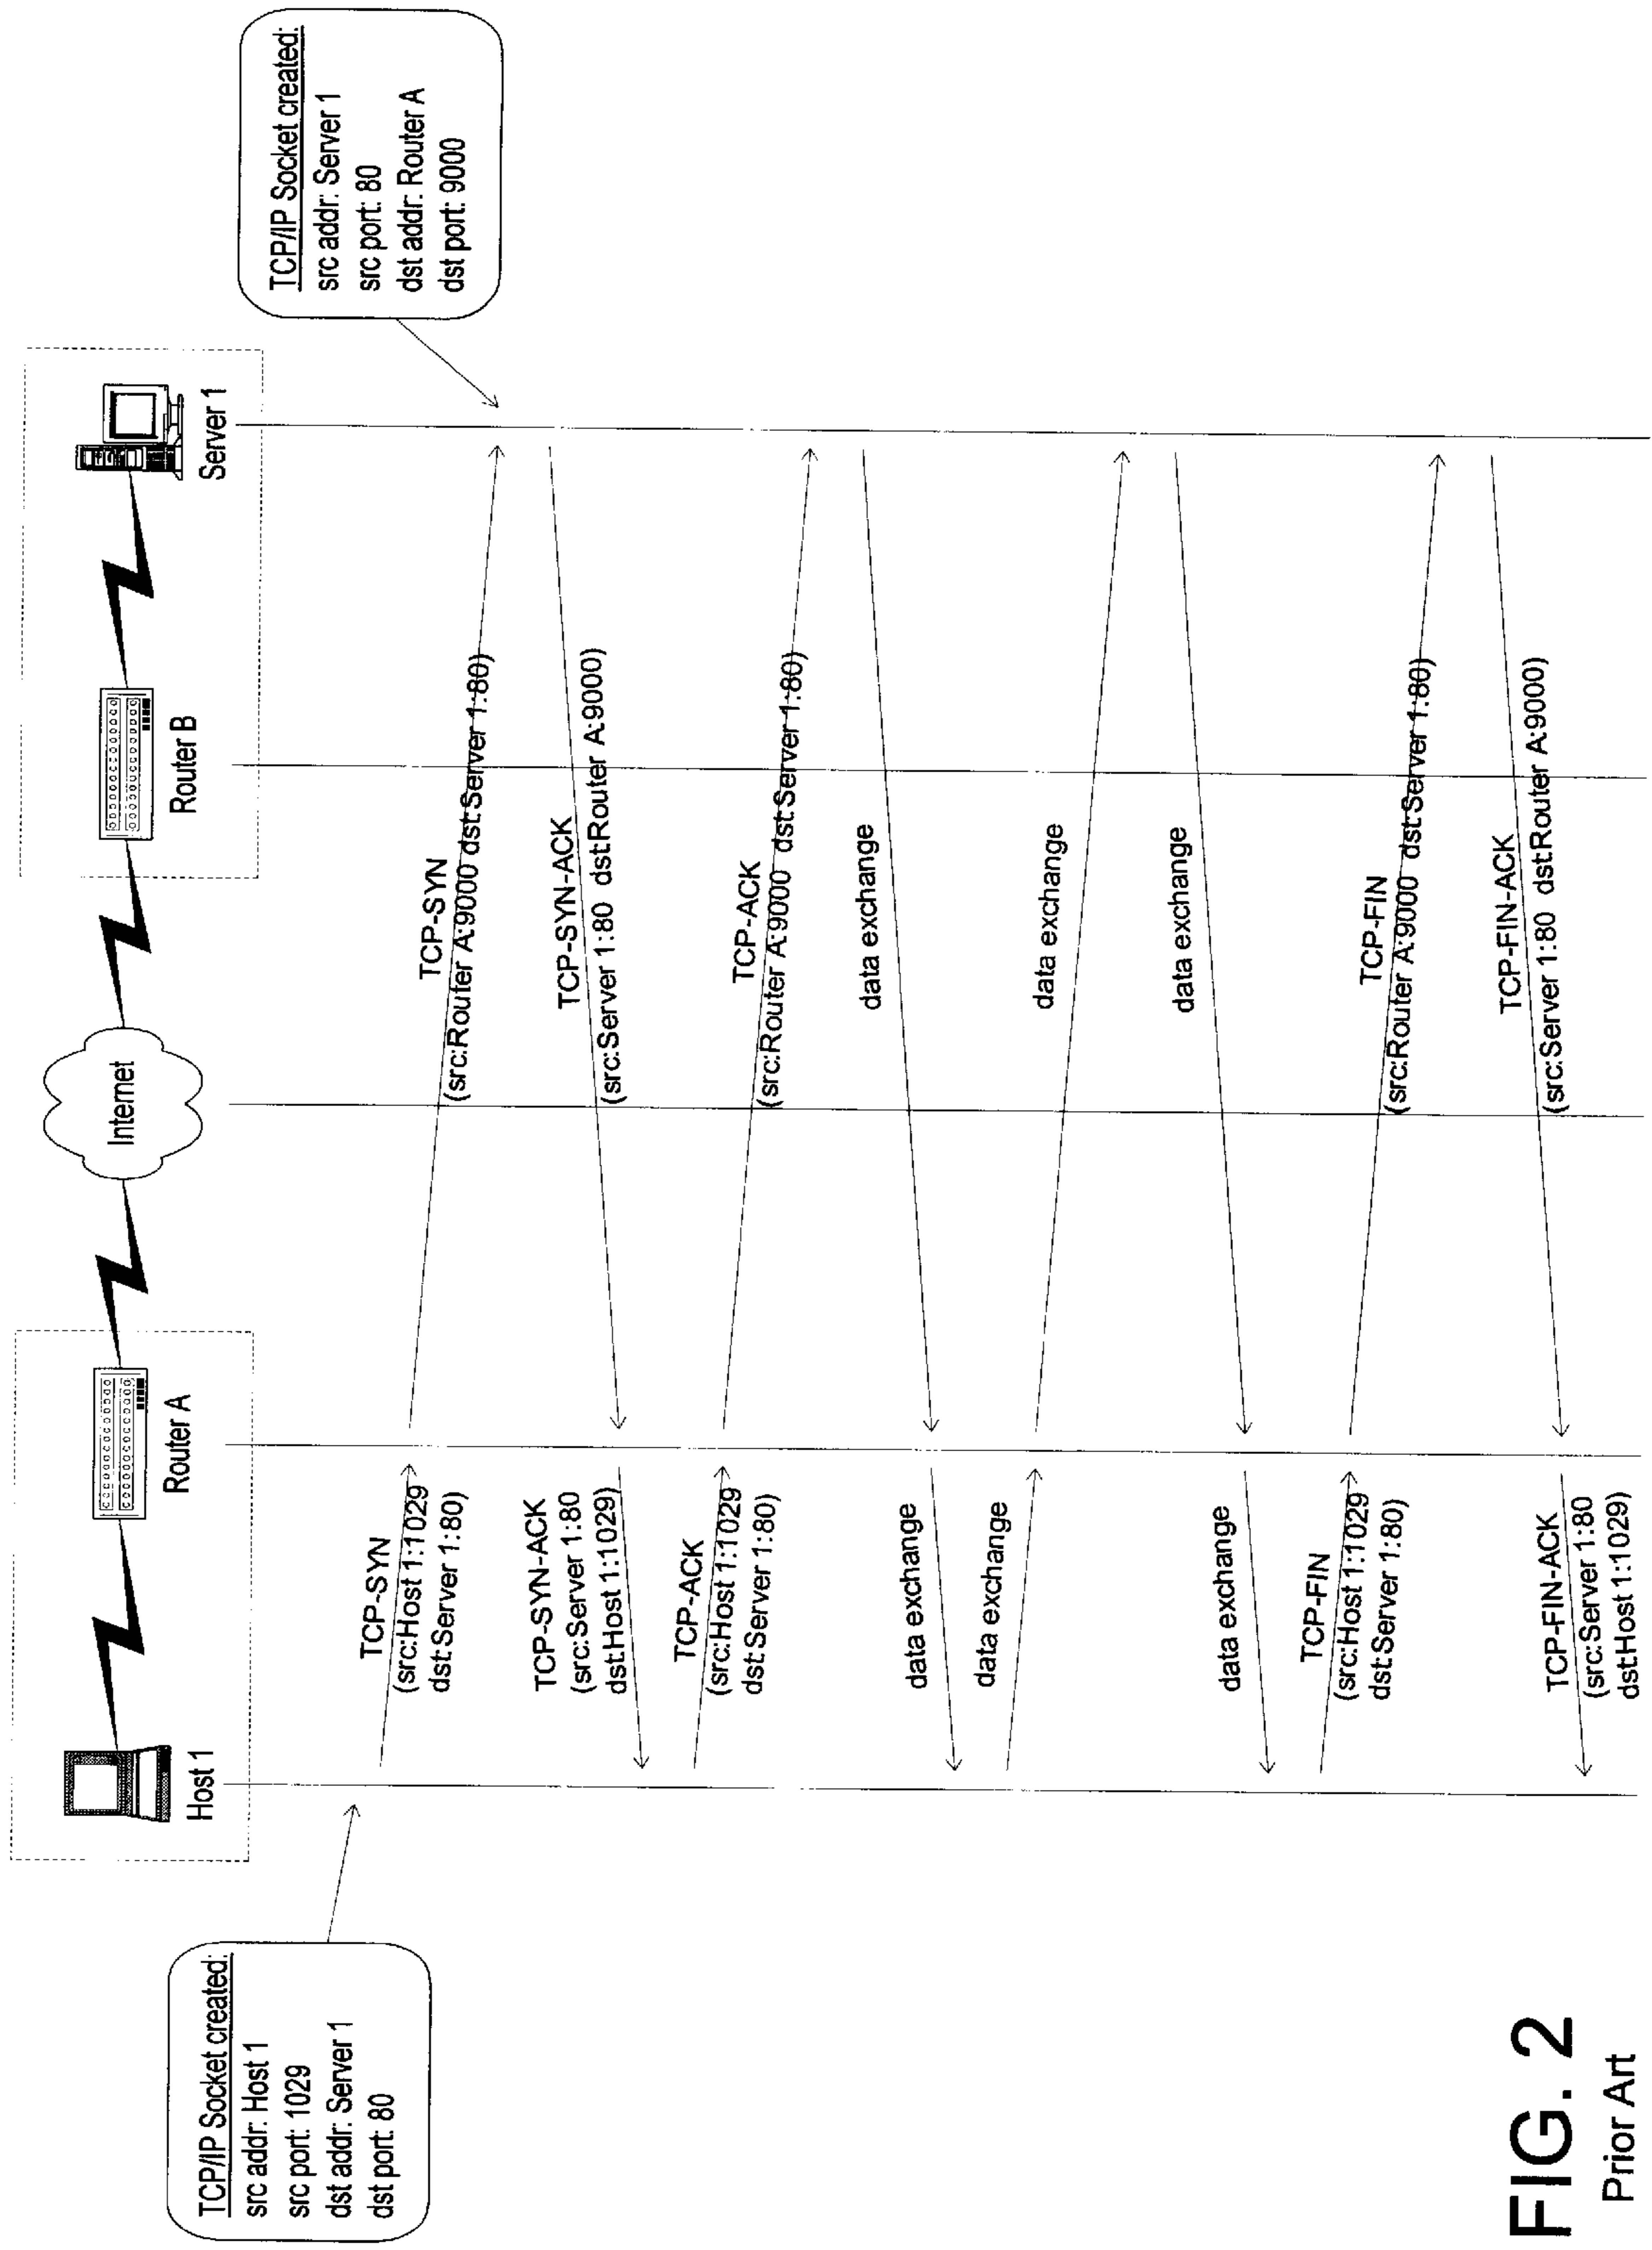 Host 1
Router A
Internet
Router B
Server 1
TCP/IP Socket created:
src addr: Host 1
src port: 1029
dst addr: Server 1
dst port: 80
TCP/IP Socket created:
src addr: Server 1
src port: 80
dst addr: Router A
dst port: 9000
TCP-SYN
(src:Host 1:1029
dst:Server 1:80)
TCP-SYN
(src:Router A:9000 dst:Server 1:80)
TCP-SYN-ACK
(src:Server 1:80 dst:Router A:9000)
TCP-SYN-ACK
(src:Server 1:80
dst:Host 1:1029)
TCP-ACK
(src:Host 1:1029
dst:Server 1:80)
TCP-ACK
(src:Router A:9000 dst:Server 1:80)
data exchange
data exchange
data exchange
data exchange
data exchange
data exchange
TCP-FIN
(src:Host 1:1029
dst:Server 1:80)
TCP-FIN
(src:Router A:9000 dst:Server 1:80)
TCP-FIN-ACK
(src:Server 1:80 dst:Router A:9000)
TCP-FIN-ACK
(src:Server 1:80
dst:Host 1:1029)
FIG. 2
Prior Art